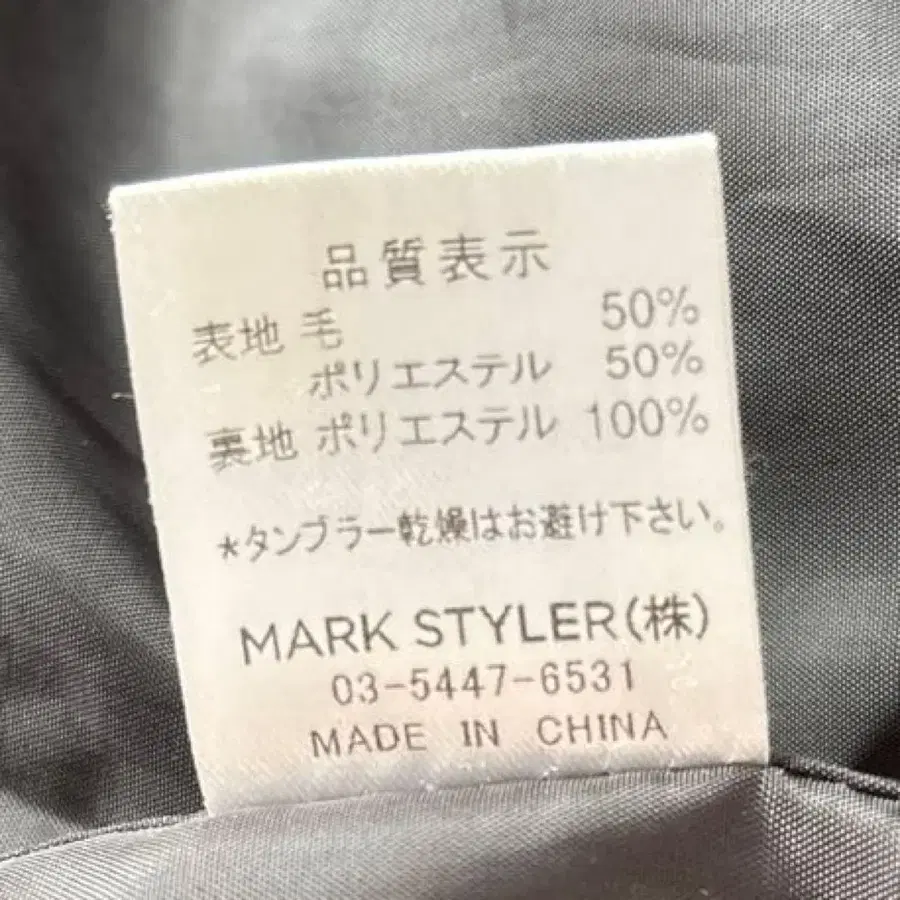 品質表示
表地 毛 50%
ポリエステル 50%
裏地 ポリエステル 100%
*タンブラー乾燥はお避け下さい。
MARK STYLER(株)
03-5447-6531
MADE IN CHINA